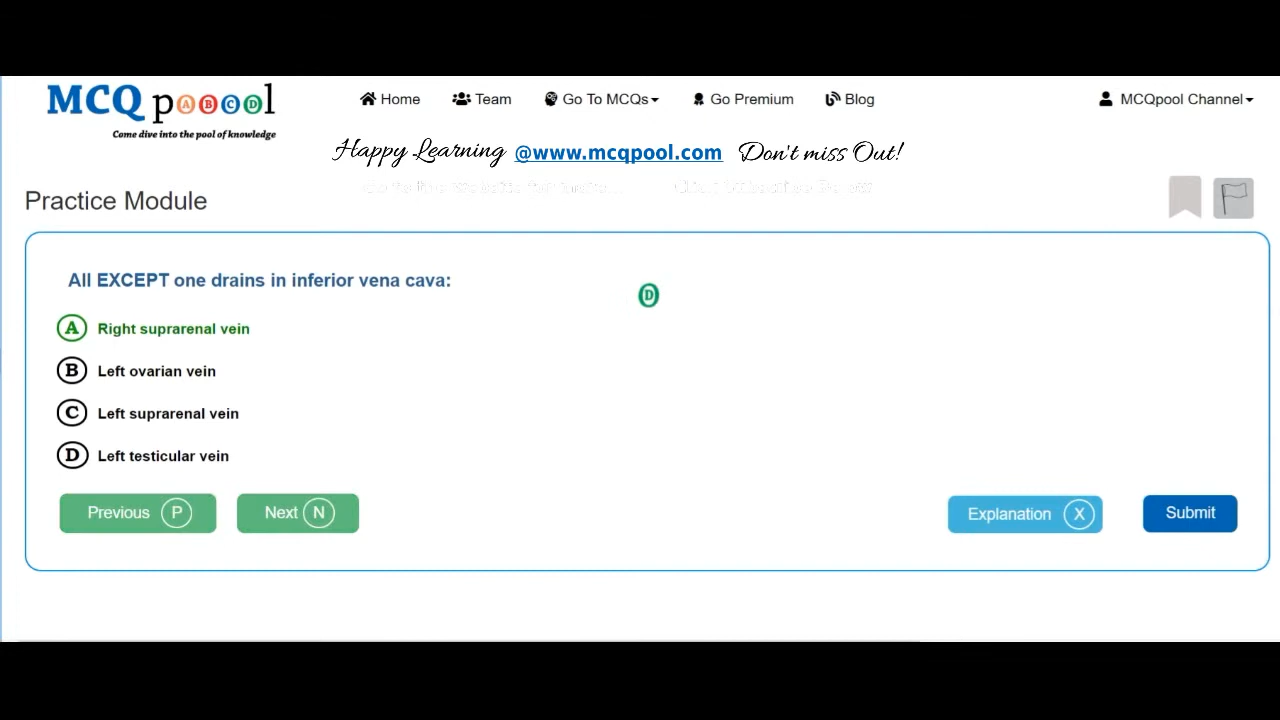 MCQ pABCDl
Come dive into the pool of knowledge
Home Team Go To MCQs Go Premium Blog MCQpool Channel
Happy Learning @www.mcqpool.com Don't miss Out!
Practice Module
All EXCEPT one drains in inferior vena cava:
D
A Right suprarenal vein
B Left ovarian vein
C Left suprarenal vein
D Left testicular vein
Previous P Next N Explanation X Submit